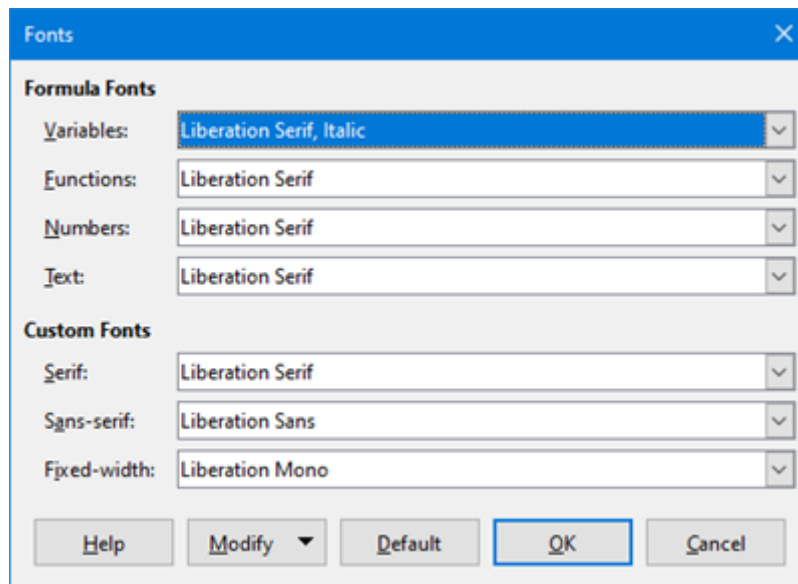 Fonts
Formula Fonts
Variables: Liberation Serif, Italic
Functions: Liberation Serif
Numbers: Liberation Serif
Text: Liberation Serif
Custom Fonts
Serif: Liberation Serif
Sans-serif: Liberation Sans
Fixed-width: Liberation Mono
Help Modify Default OK Cancel